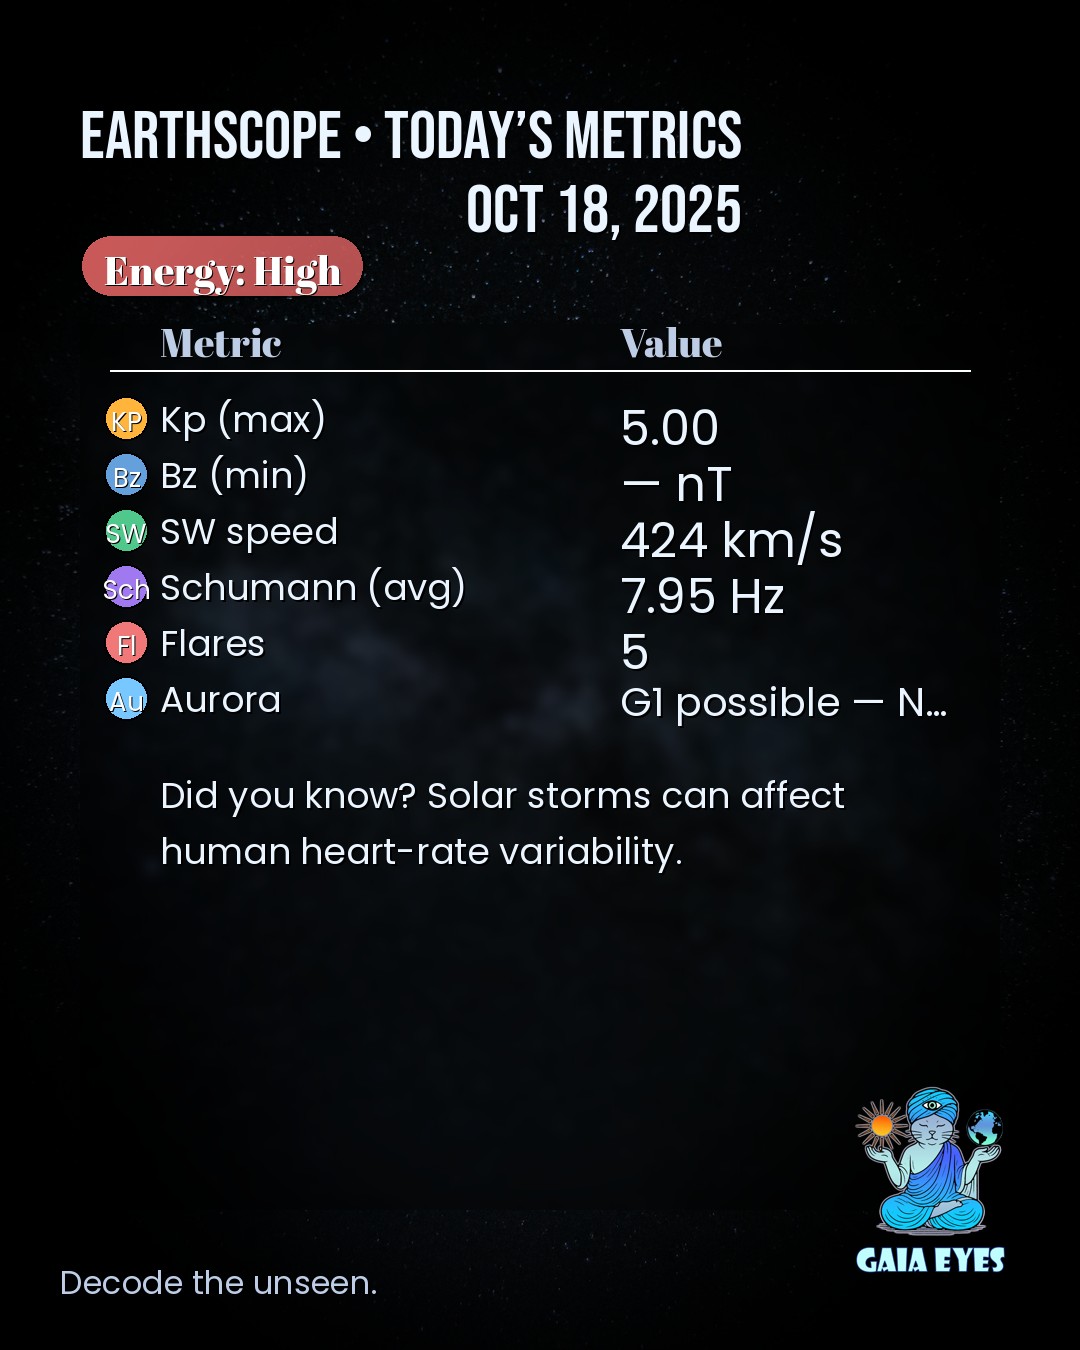 EARTHSCOPE • TODAY’S METRICS
OCT 18, 2025
Energy: High
Metric Value
KP Kp (max) 5.00
Bz Bz (min) — nT
SW SW speed 424 km/s
Sch Schumann (avg) 7.95 Hz
Fl Flares 5
Au Aurora G1 possible — N...
Did you know? Solar storms can affect
human heart-rate variability.
GAIA EYES
Decode the unseen.